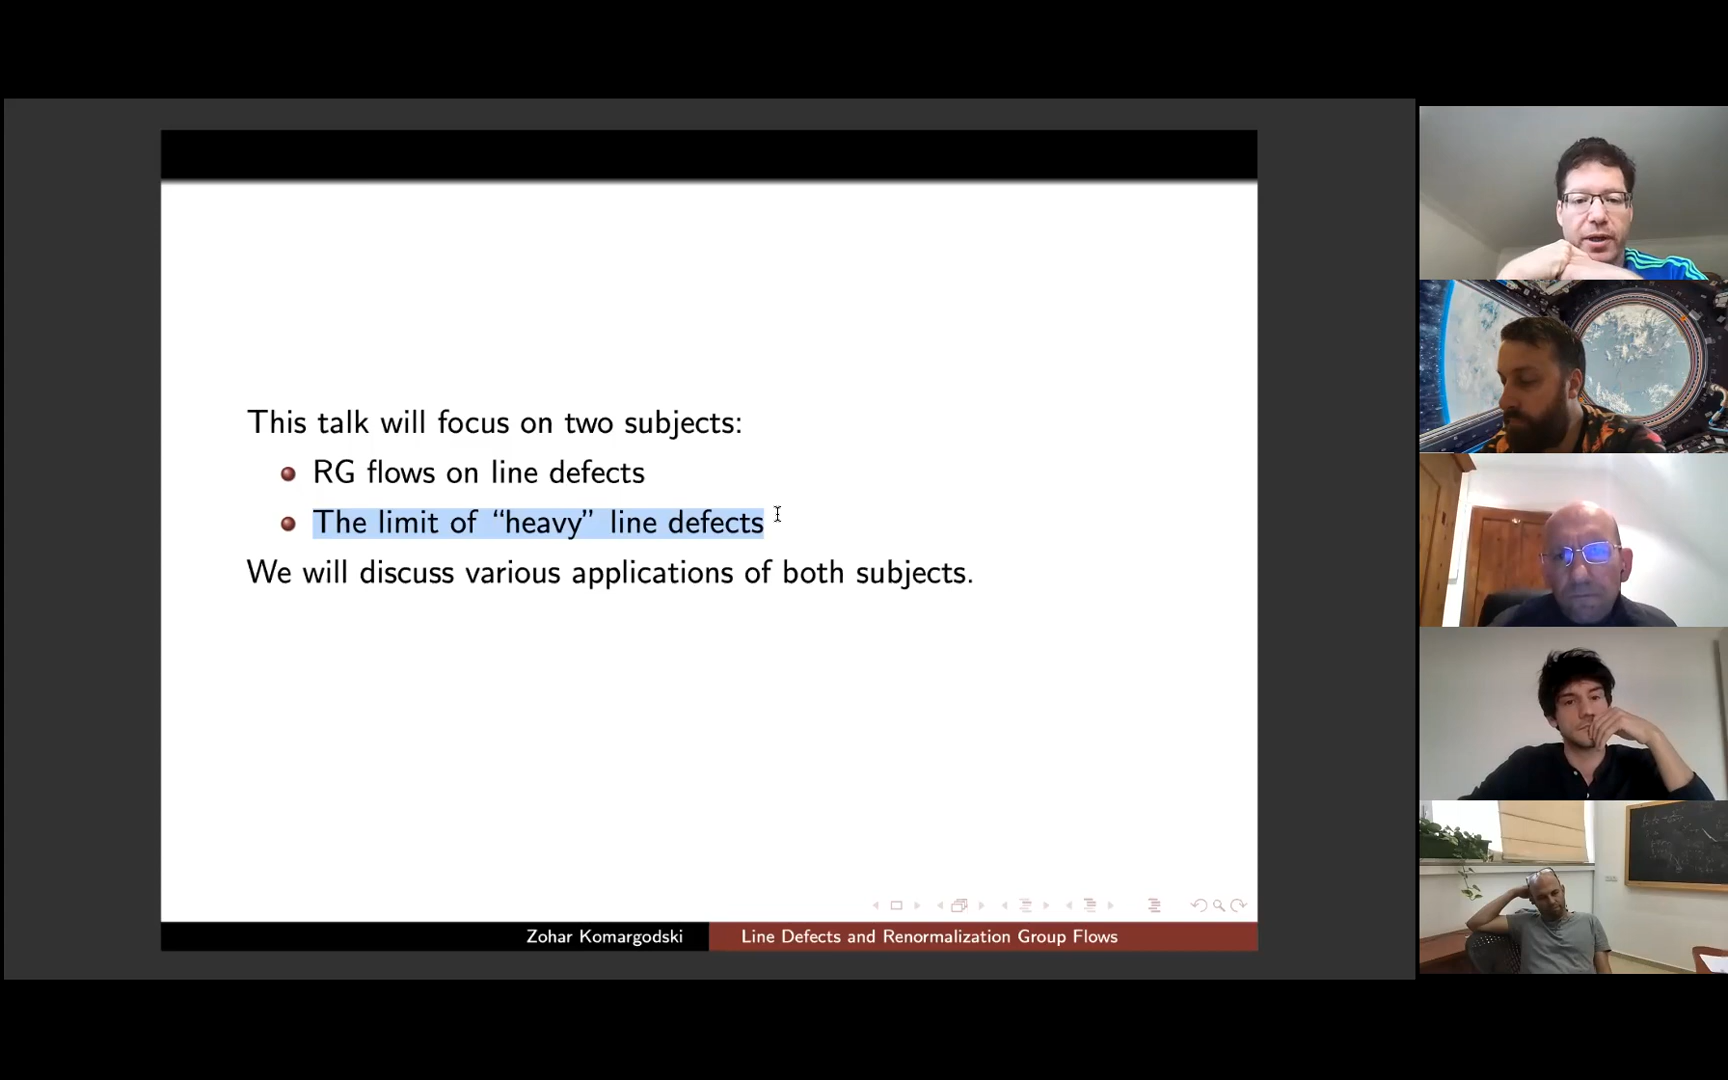 This talk will focus on two subjects:
RG flows on line defects
The limit of “heavy” line defects
We will discuss various applications of both subjects.
Zohar Komargodski
Line Defects and Renormalization Group Flows